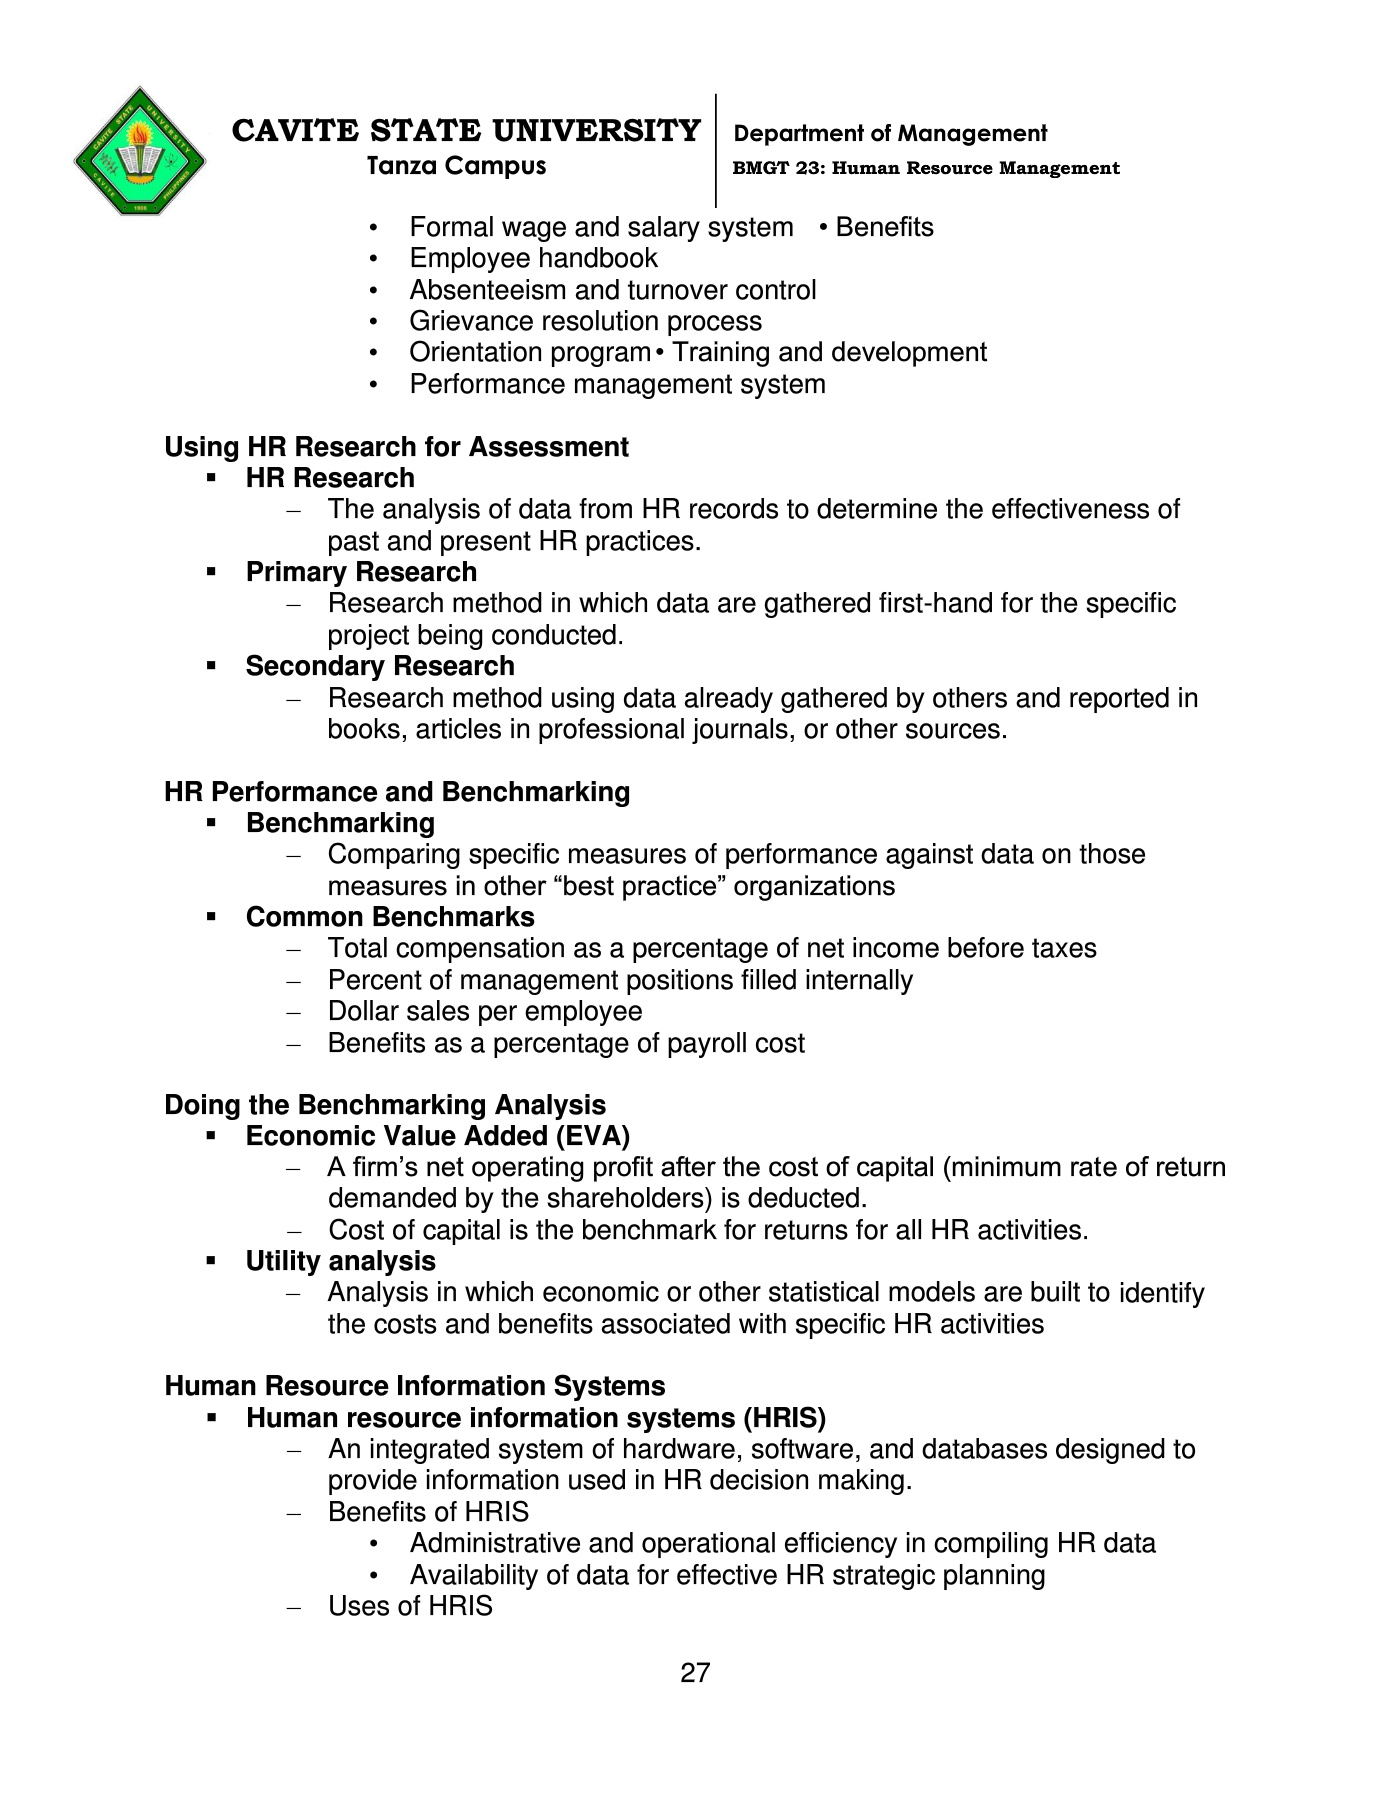 CAVITE STATE UNIVERSITY
Tanza Campus
Department of Management
BMGT 23: Human Resource Management
CAVITE STATE UNIVERSITY
CAVITE
PHILIPPINES
1906
• Formal wage and salary system • Benefits
• Employee handbook
• Absenteeism and turnover control
• Grievance resolution process
• Orientation program • Training and development
• Performance management system
Using HR Research for Assessment
▪ HR Research
– The analysis of data from HR records to determine the effectiveness of
past and present HR practices.
▪ Primary Research
– Research method in which data are gathered first-hand for the specific
project being conducted.
▪ Secondary Research
– Research method using data already gathered by others and reported in
books, articles in professional journals, or other sources.
HR Performance and Benchmarking
▪ Benchmarking
– Comparing specific measures of performance against data on those
measures in other “best practice” organizations
▪ Common Benchmarks
– Total compensation as a percentage of net income before taxes
– Percent of management positions filled internally
– Dollar sales per employee
– Benefits as a percentage of payroll cost
Doing the Benchmarking Analysis
▪ Economic Value Added (EVA)
– A firm’s net operating profit after the cost of capital (minimum rate of return
demanded by the shareholders) is deducted.
– Cost of capital is the benchmark for returns for all HR activities.
▪ Utility analysis
– Analysis in which economic or other statistical models are built to identify
the costs and benefits associated with specific HR activities
Human Resource Information Systems
▪ Human resource information systems (HRIS)
– An integrated system of hardware, software, and databases designed to
provide information used in HR decision making.
– Benefits of HRIS
• Administrative and operational efficiency in compiling HR data
• Availability of data for effective HR strategic planning
– Uses of HRIS
27